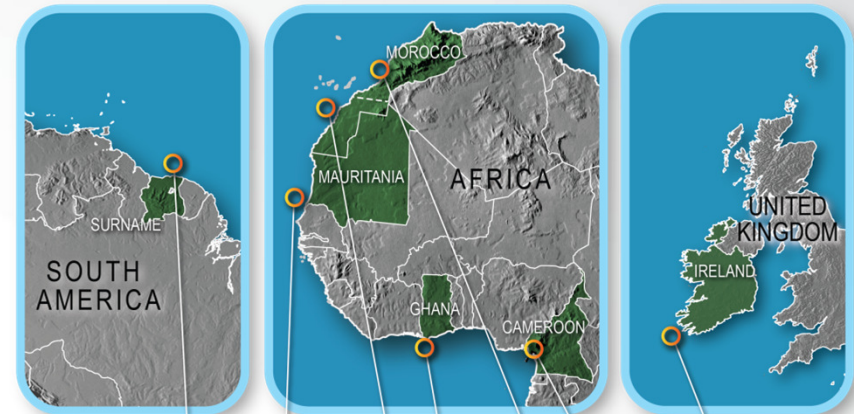 SURNAME
SOUTH
AMERICA
MOROCCO
MAURITANIA
AFRICA
GHANA
CAMEROON
UNITED
KINGDOM
IRELAND